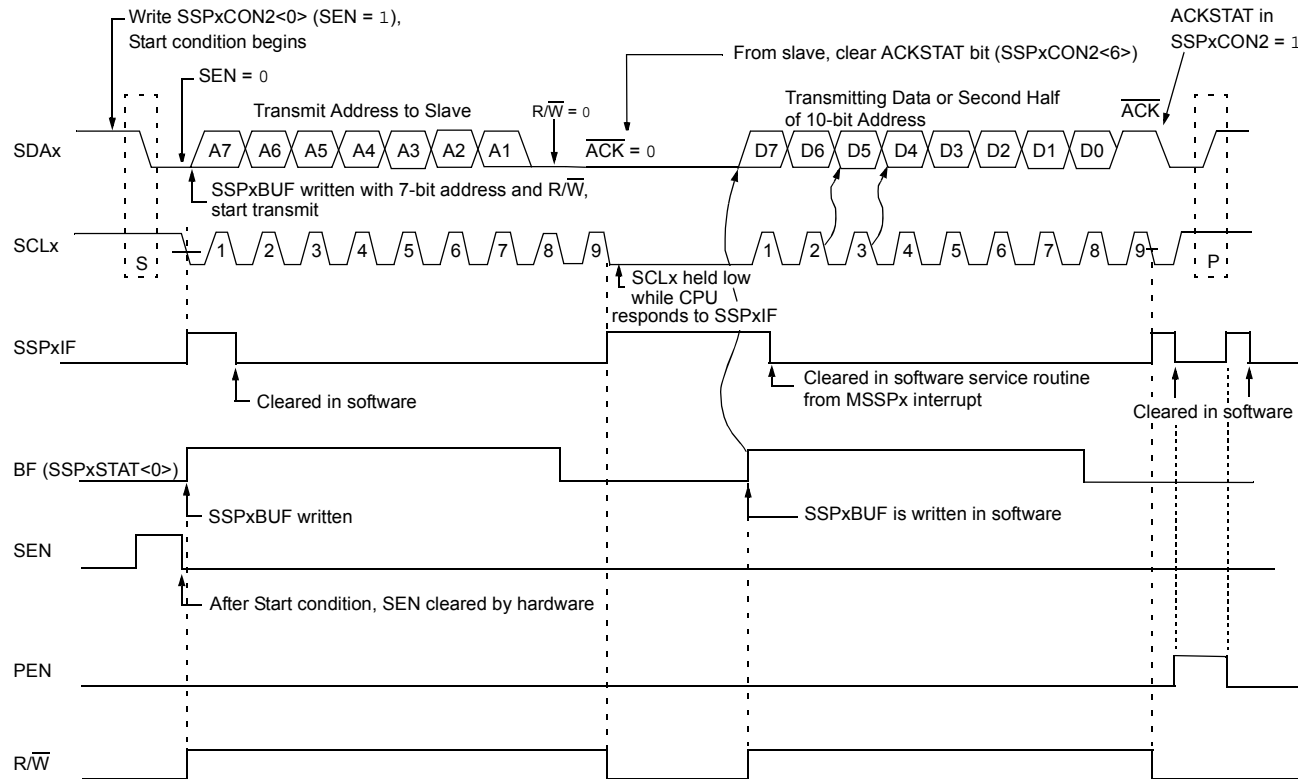 Write SSPxCON2<0> (SEN = 1),
Start condition begins
ACKSTAT in
SSPxCON2 = 1
From slave, clear ACKSTAT bit (SSPxCON2<6>)
SEN = 0
Transmit Address to Slave
R/W = 0
Transmitting Data or Second Half
of 10-bit Address
ACK
SDAx
A7 A6 A5 A4 A3 A2 A1
ACK = 0
D7 D6 D5 D4 D3 D2 D1 D0
SSPxBUF written with 7-bit address and R/W,
start transmit
SCLx
S
1 2 3 4 5 6 7 8 9
1 2 3 4 5 6 7 8 9
P
SCLx held low
while CPU
responds to SSPxIF
SSPxIF
Cleared in software
Cleared in software service routine
from MSSPx interrupt
Cleared in software
BF (SSPxSTAT<0>)
SSPxBUF written
SSPxBUF is written in software
SEN
After Start condition, SEN cleared by hardware
PEN
R/W